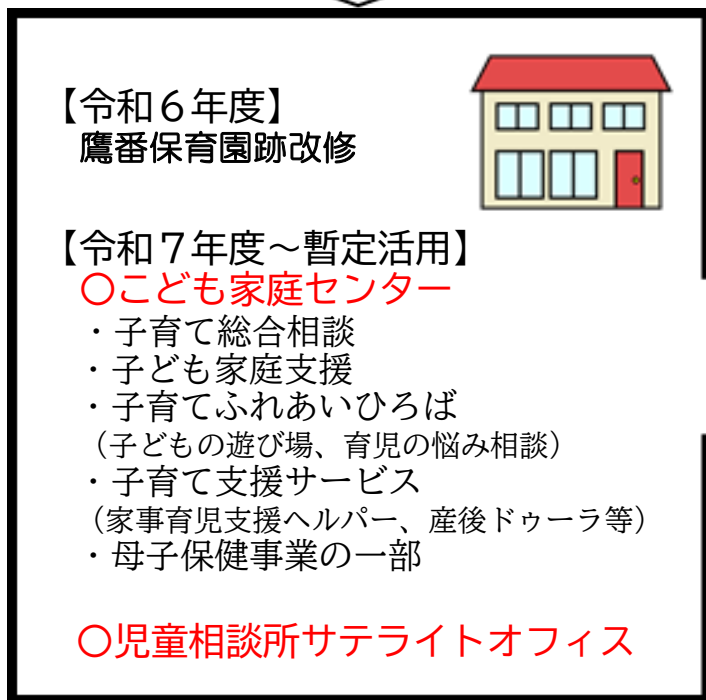 【令和６年度】
鷹番保育園跡改修
【令和７年度～暫定活用】
〇こども家庭センター
・子育て総合相談
・子ども家庭支援
・子育てふれあいひろば
（子どもの遊び場、育児の悩み相談）
・子育て支援サービス
（家事育児支援ヘルパー、産後ドゥーラ等）
・母子保健事業の一部
〇児童相談所サテライトオフィス